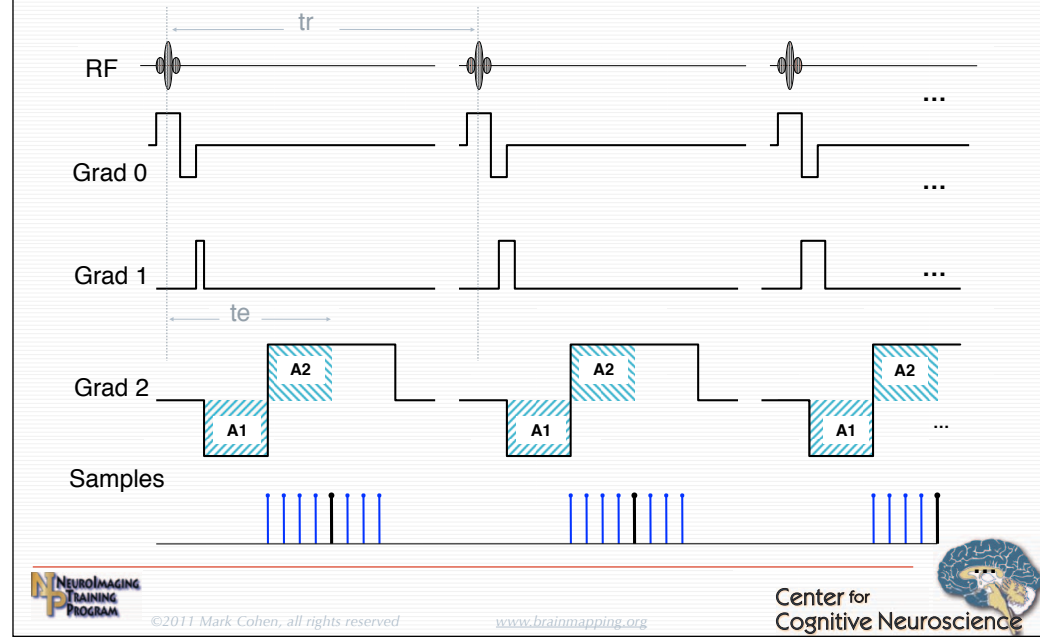 tr
RF
...
Grad 0
...
Grad 1
...
te
Grad 2
A2
A2
A2
A1
A1
A1
...
Samples
...
NP NeuroImaging
Training
Program
©2011 Mark Cohen, all rights reserved
www.brainmapping.org
Center for
Cognitive Neuroscience